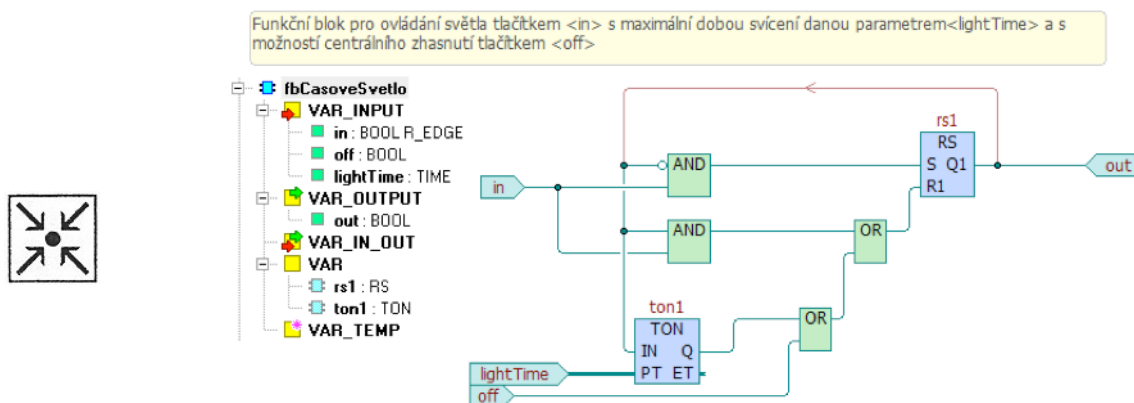 Funkční blok pro ovládání světla tlačítkem <in> s maximální dobou svícení danou parametrem<lightTime> a s
možností centrálního zhasnutí tlačítkem <off>
fbCasoveSvetlo
VAR_INPUT
in : BOOL R_EDGE
off : BOOL
lightTime : TIME
VAR_OUTPUT
out : BOOL
VAR_IN_OUT
VAR
rs1 : RS
ton1 : TON
VAR_TEMP
rs1
RS
S Q1
R1
out
AND
in
AND
OR
ton1
TON
IN Q
PT ET
OR
lightTime
off